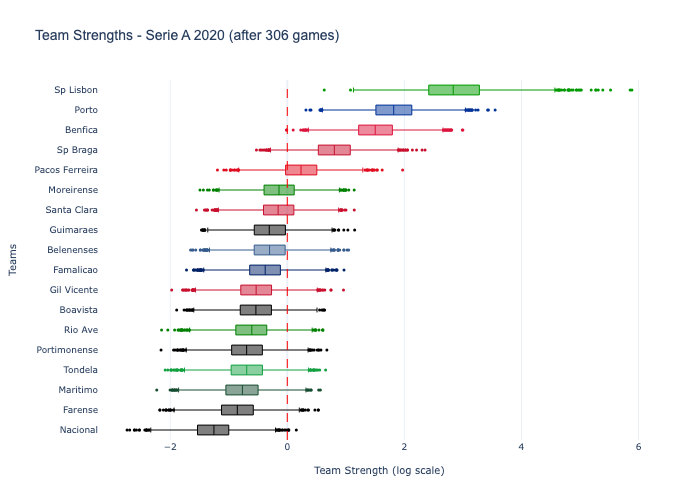 Team Strengths - Serie A 2020 (after 306 games)
Sp Lisbon
Porto
Benfica
Sp Braga
Pacos Ferreira
Moreirense
Santa Clara
Guimaraes
Belenenses
Famalicao
Gil Vicente
Boavista
Rio Ave
Portimonense
Tondela
Maritimo
Farense
Nacional
Teams
−2 0 2 4 6
Team Strength (log scale)